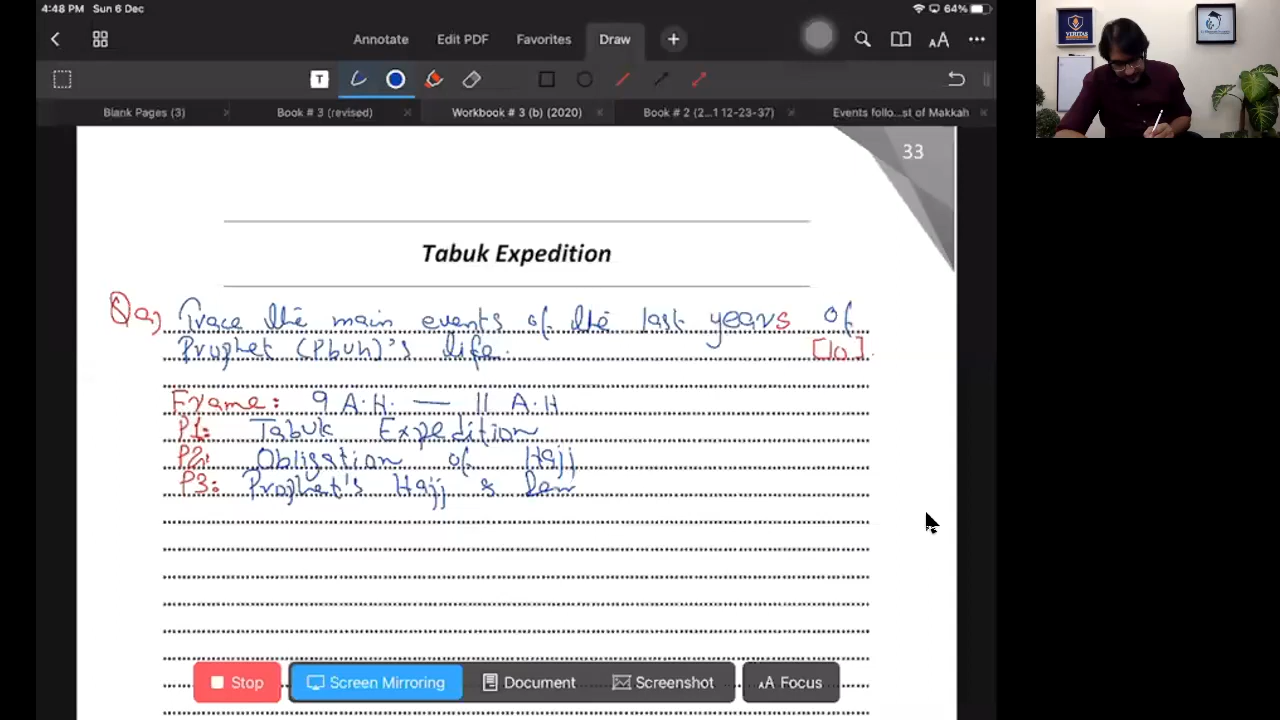 4:48 PM Sun 6 Dec 64%
VERITAS
Annotate Edit PDF Favorites Draw
T
Blank Pages (3) Book # 3 (revised) Workbook # 3 (b) (2020) Book # 2 (2...1 12-23-37) Events follo...st of Makkah
33
Tabuk Expedition
Q a) Trace the main events of the last years of
Prophet (Pbuh)'s life. [10]
Frame: 9 A.H. — 11 A.H
P1: Tabuk Expedition
P2: Obligation of Hajj
P3: Prophet's Hajj &
Stop Screen Mirroring Document Screenshot AA Focus